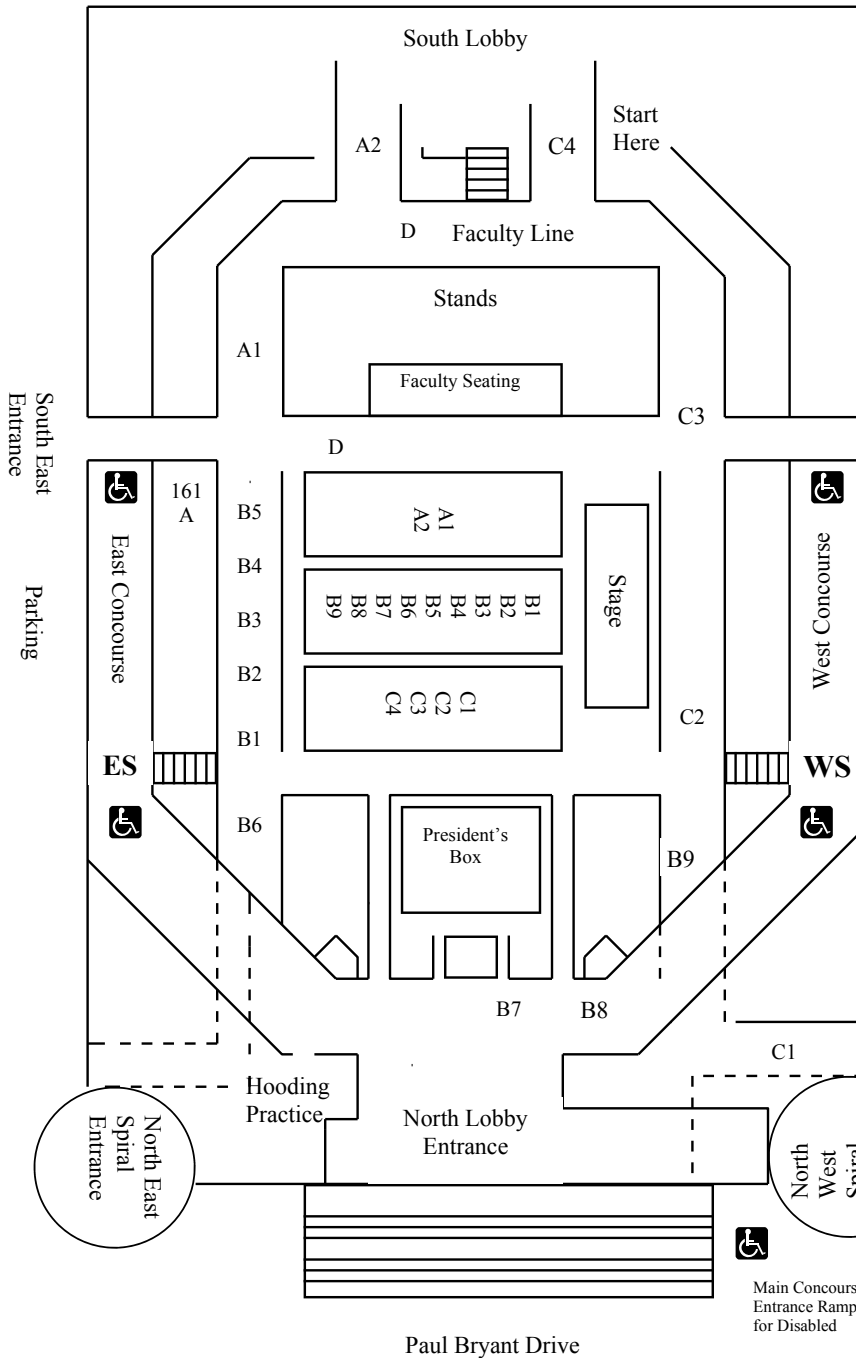 South Lobby
Start
Here
A2
C4
D
Faculty Line
Stands
A1
Faculty Seating
C3
South East
Entrance
D
161
A
B5
A1
A2
B4
East Concourse
Stage
West Concourse
Parking
B3
B1
B2
B3
B4
B5
B6
B7
B8
B9
B2
C1
C2
C3
C4
C2
B1
ES
WS
B6
President's
Box
B9
B7
B8
C1
Hooding
Practice
North Lobby
Entrance
North East
Spiral
Entrance
North
West
Spiral
Main Concours
Entrance Ramp
for Disabled
Paul Bryant Drive